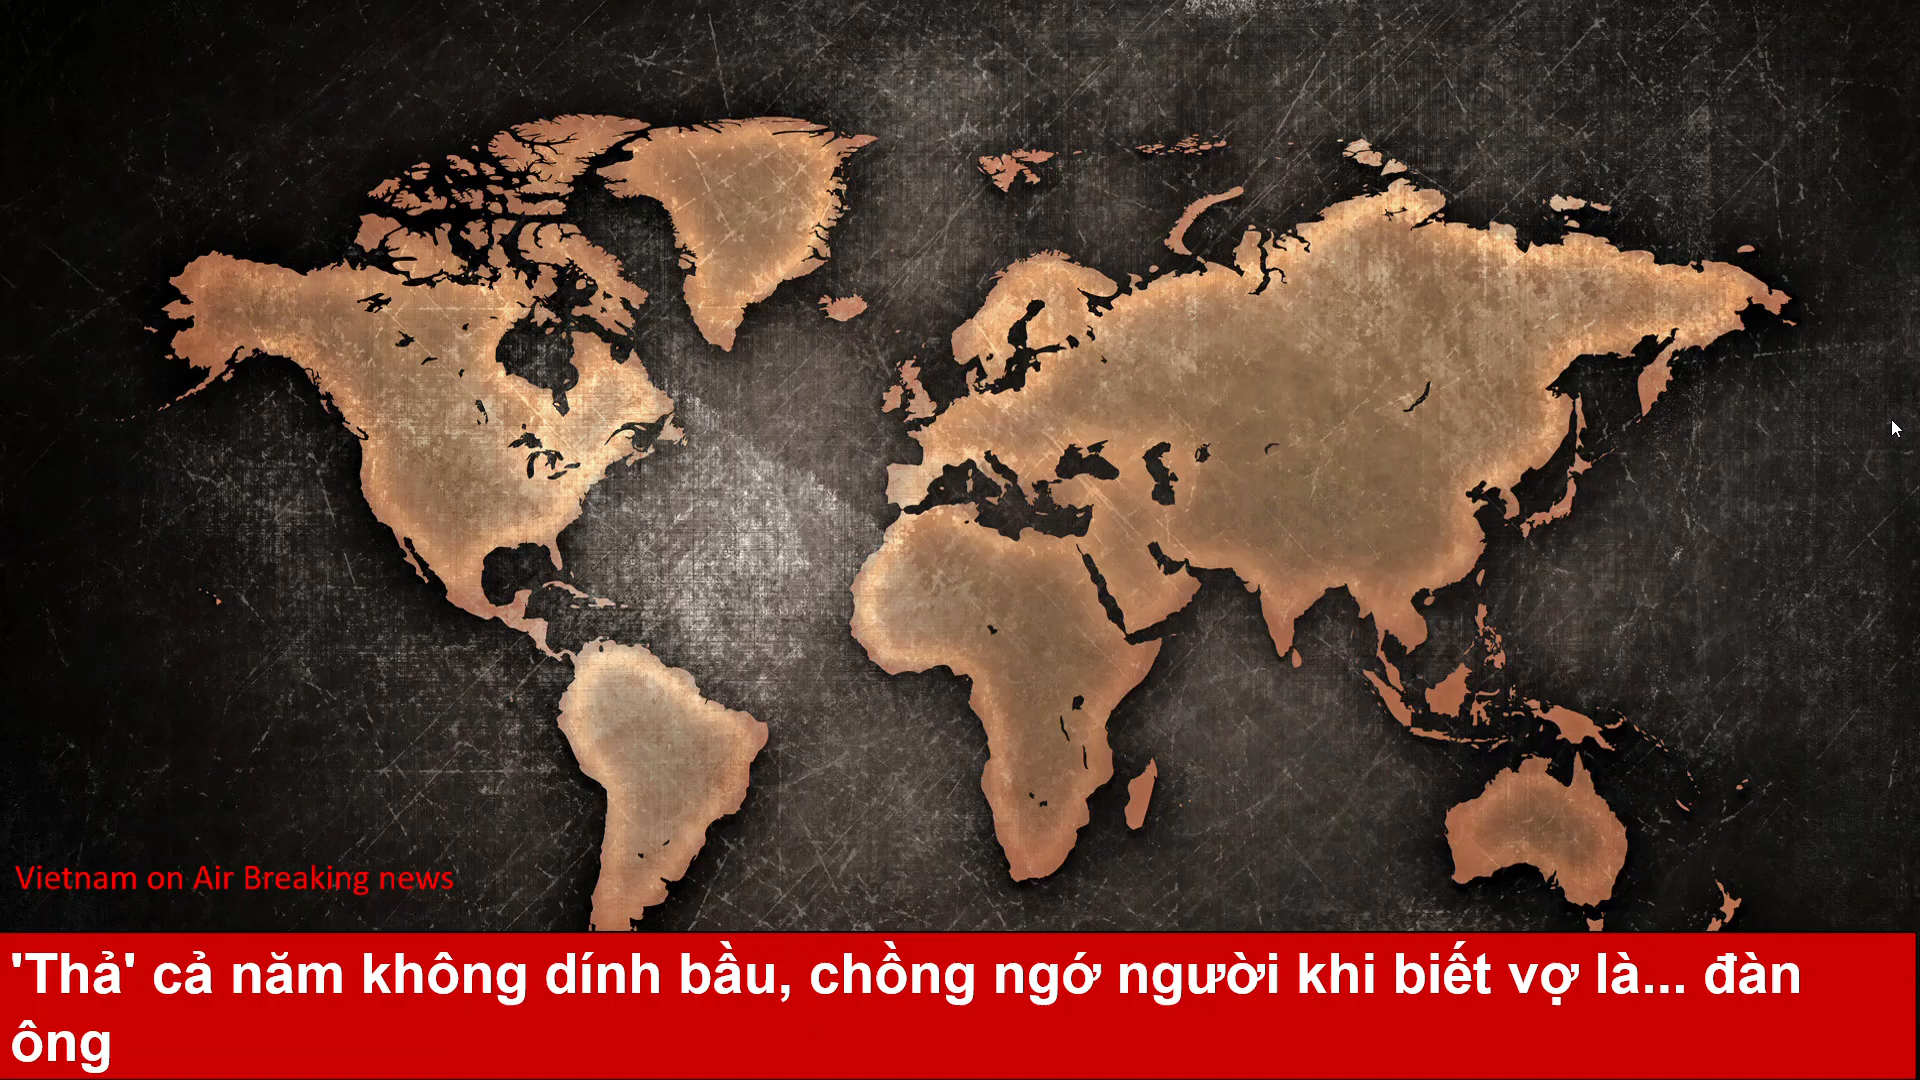 Vietnam on Air Breaking news
'Thả' cả năm không dính bầu, chồng ngớ người khi biết vợ là... đàn
ông